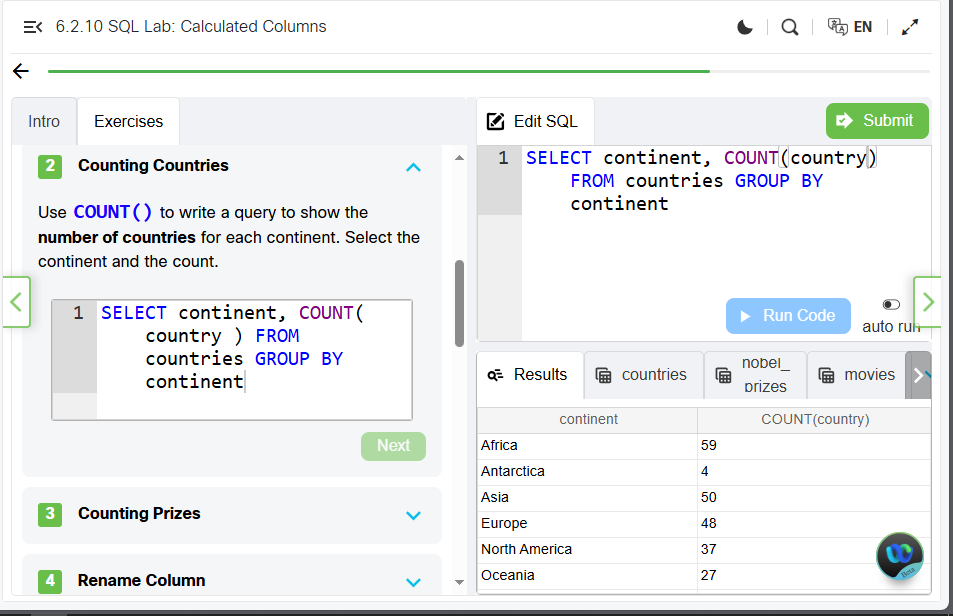 6.2.10 SQL Lab: Calculated Columns
EN
Intro
Exercises
2
Counting Countries
Use COUNT() to write a query to show the
number of countries for each continent. Select the
continent and the count.
1
SELECT continent, COUNT(
country ) FROM
countries GROUP BY
continent
Next
3
Counting Prizes
4
Rename Column
Edit SQL
Submit
1
SELECT continent, COUNT(country)
FROM countries GROUP BY
continent
Run Code
auto run
Results
countries
nobel_
prizes
movies
continent COUNT(country)
Africa 59
Antarctica 4
Asia 50
Europe 48
North America 37
Oceania 27
Beta